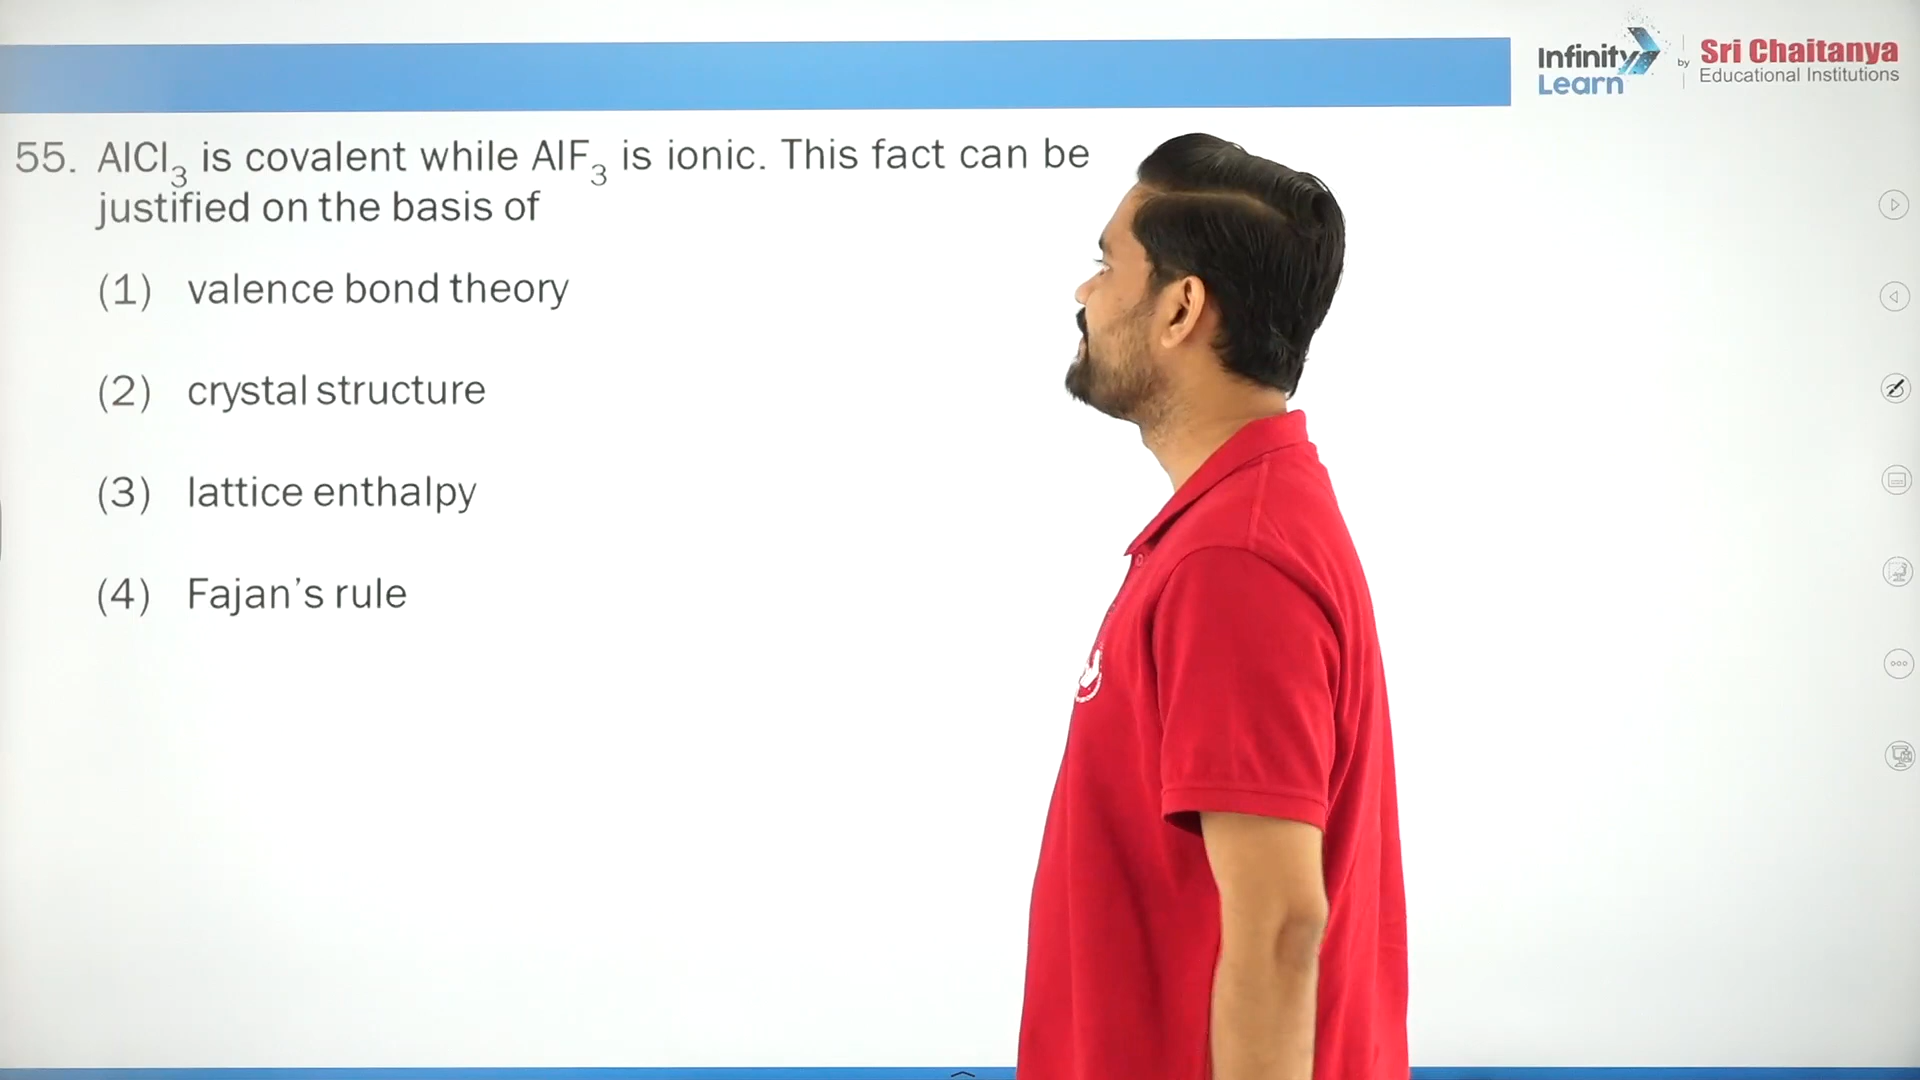 Infinity Learn by Sri Chaitanya Educational Institutions
55. AlCl3 is covalent while AlF3 is ionic. This fact can be
justified on the basis of
(1) valence bond theory
(2) crystal structure
(3) lattice enthalpy
(4) Fajan's rule